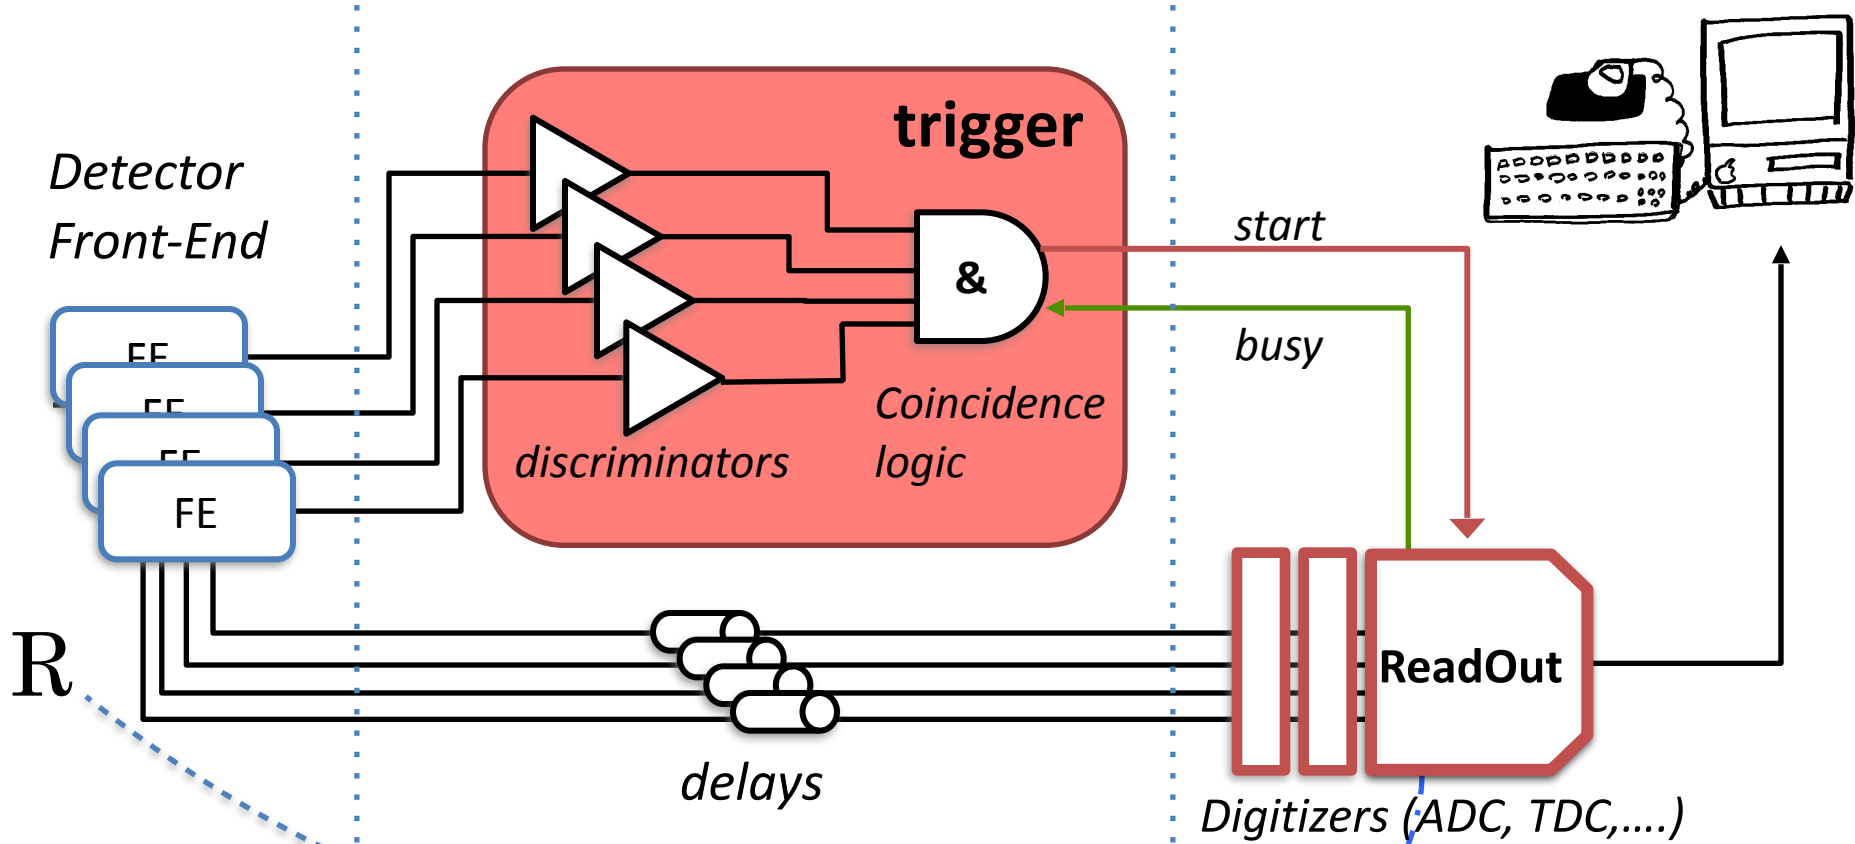 trigger
Detector
Front-End
start
&
busy
FE
FE
FE
FE
Coincidence
logic
discriminators
R
ReadOut
delays
Digitizers (ADC, TDC,....)